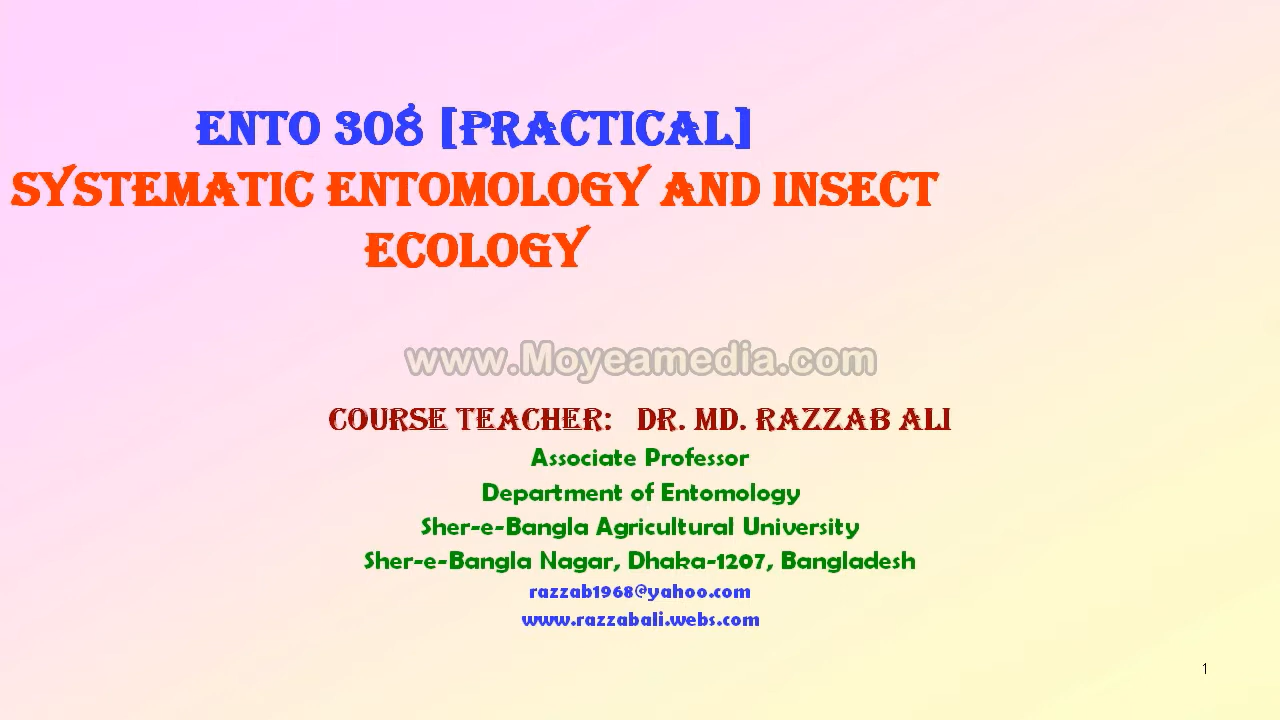 ENTO 308 [PRACTICAL]
SYSTEMATIC ENTOMOLOGY AND INSECT
ECOLOGY
www.Moyeamedia.com
COURSE TEACHER: DR. MD. RAZZAB ALI
Associate Professor
Department of Entomology
Sher-e-Bangla Agricultural University
Sher-e-Bangla Nagar, Dhaka-1207, Bangladesh
razzab1968@yahoo.com
www.razzabali.webs.com
1